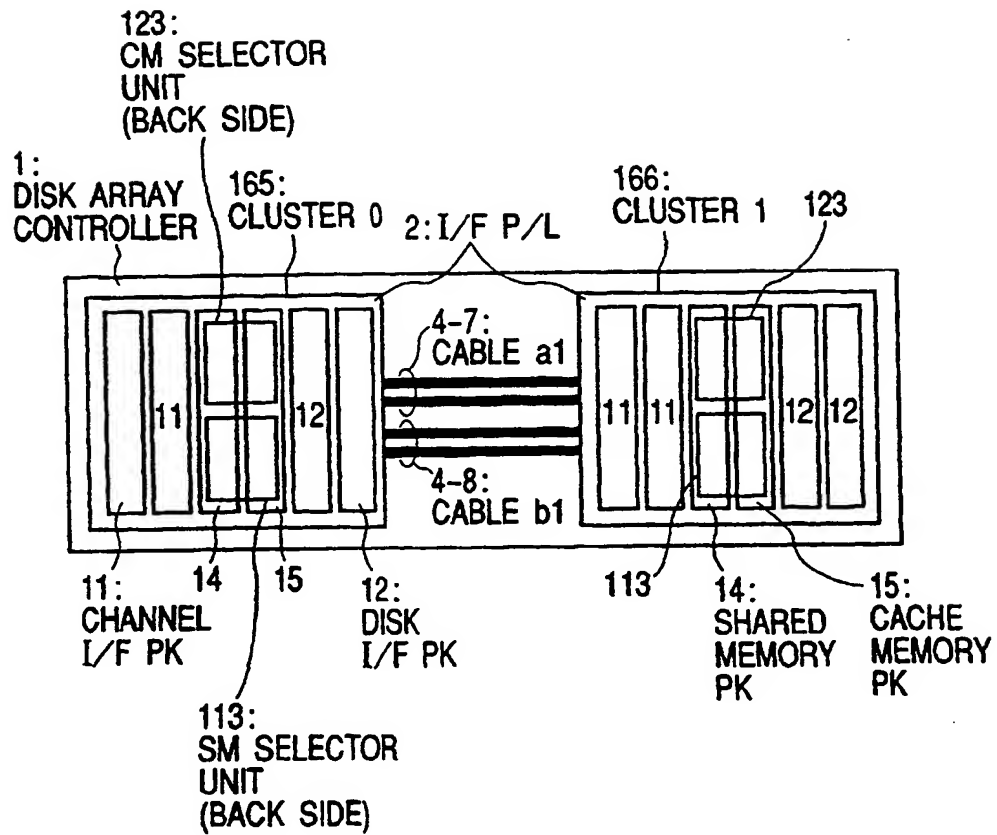 123:
CM SELECTOR
UNIT
(BACK SIDE)
1:
DISK ARRAY
CONTROLLER
165:
CLUSTER 0
2:I/F P/L
166:
CLUSTER 1
123
4-7:
CABLE a1
11
12
11
11
12
12
4-8:
CABLE b1
11:
CHANNEL
I/F PK
14
15
12:
DISK
I/F PK
113
14:
SHARED
MEMORY
PK
15:
CACHE
MEMORY
PK
113:
SM SELECTOR
UNIT
(BACK SIDE)